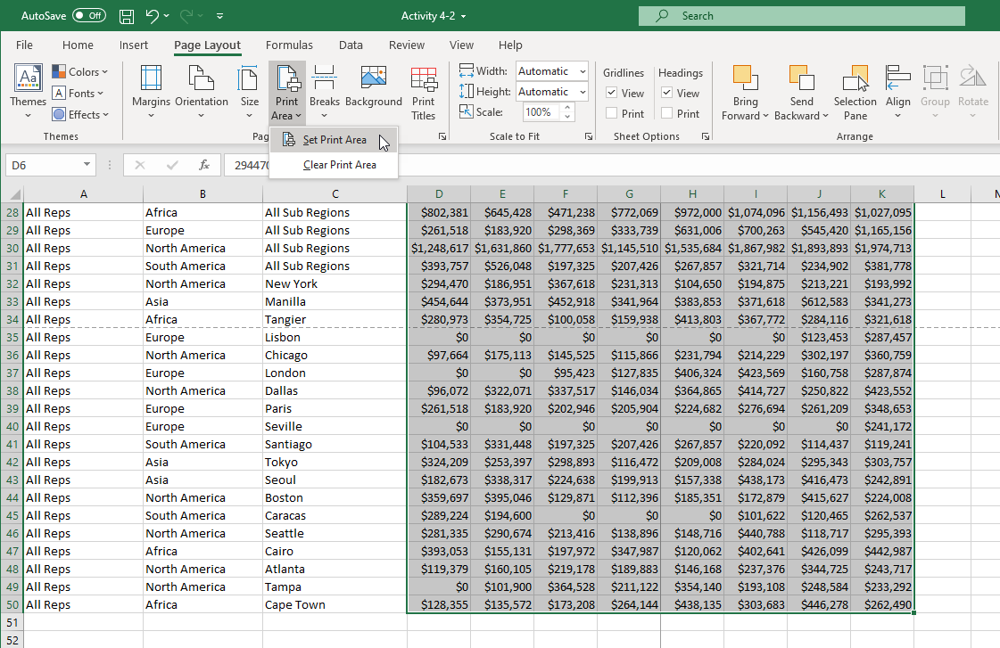 AutoSave Off Activity 4-2 Search
File Home Insert Page Layout Formulas Data Review View Help
Themes Colors Fonts Effects Margins Orientation Size Print Area Breaks Background Print Titles Width: Automatic Height: Automatic Scale: 100% Gridlines View Print Headings View Print Bring Forward Send Backward Selection Pane Align Group Rotate
Themes Pag Scale to Fit Sheet Options Arrange
Set Print Area
Clear Print Area
D6 fx 294470
A B C D E F G H I J K L N
28 All Reps Africa All Sub Regions $802,381 $645,428 $471,238 $772,069 $972,000 $1,074,096 $1,156,493 $1,027,095
29 All Reps Europe All Sub Regions $261,518 $183,920 $298,369 $333,739 $631,006 $700,263 $545,420 $1,165,156
30 All Reps North America All Sub Regions $1,248,617 $1,631,860 $1,777,653 $1,145,510 $1,535,684 $1,867,982 $1,893,893 $1,974,713
31 All Reps South America All Sub Regions $393,757 $526,048 $197,325 $207,426 $267,857 $321,714 $234,902 $381,778
32 All Reps North America New York $294,470 $186,951 $367,618 $231,313 $104,650 $194,875 $213,221 $193,992
33 All Reps Asia Manilla $454,644 $373,951 $452,918 $341,964 $383,853 $371,618 $612,583 $341,273
34 All Reps Africa Tangier $280,973 $354,725 $100,058 $159,938 $413,803 $367,772 $284,116 $321,618
35 All Reps Europe Lisbon $0 $0 $0 $0 $0 $0 $123,453 $287,457
36 All Reps North America Chicago $97,664 $175,113 $145,525 $115,866 $231,794 $214,229 $302,197 $360,759
37 All Reps Europe London $0 $0 $95,423 $127,835 $406,324 $423,569 $160,758 $287,874
38 All Reps North America Dallas $96,072 $322,071 $337,517 $146,034 $364,865 $414,727 $250,822 $423,552
39 All Reps Europe Paris $261,518 $183,920 $202,946 $205,904 $224,682 $276,694 $261,209 $348,653
40 All Reps Europe Seville $0 $0 $0 $0 $0 $0 $0 $241,172
41 All Reps South America Santiago $104,533 $331,448 $197,325 $207,426 $267,857 $220,092 $114,437 $119,241
42 All Reps Asia Tokyo $324,209 $253,397 $298,893 $116,472 $209,008 $284,024 $295,343 $303,757
43 All Reps Asia Seoul $182,673 $338,317 $224,638 $199,913 $157,338 $438,173 $416,473 $242,891
44 All Reps North America Boston $359,697 $395,046 $129,871 $112,396 $185,351 $172,879 $415,627 $224,008
45 All Reps South America Caracas $289,224 $194,600 $0 $0 $0 $101,622 $120,465 $262,537
46 All Reps North America Seattle $281,335 $290,674 $213,416 $138,896 $148,716 $440,788 $118,717 $295,393
47 All Reps Africa Cairo $393,053 $155,131 $197,972 $347,987 $120,062 $402,641 $426,099 $442,987
48 All Reps North America Atlanta $119,379 $160,105 $219,178 $189,883 $146,168 $237,376 $344,725 $243,717
49 All Reps North America Tampa $0 $101,900 $364,528 $211,122 $354,140 $193,108 $248,584 $233,292
50 All Reps Africa Cape Town $128,355 $135,572 $173,208 $264,144 $438,135 $303,683 $446,278 $262,490
51
52